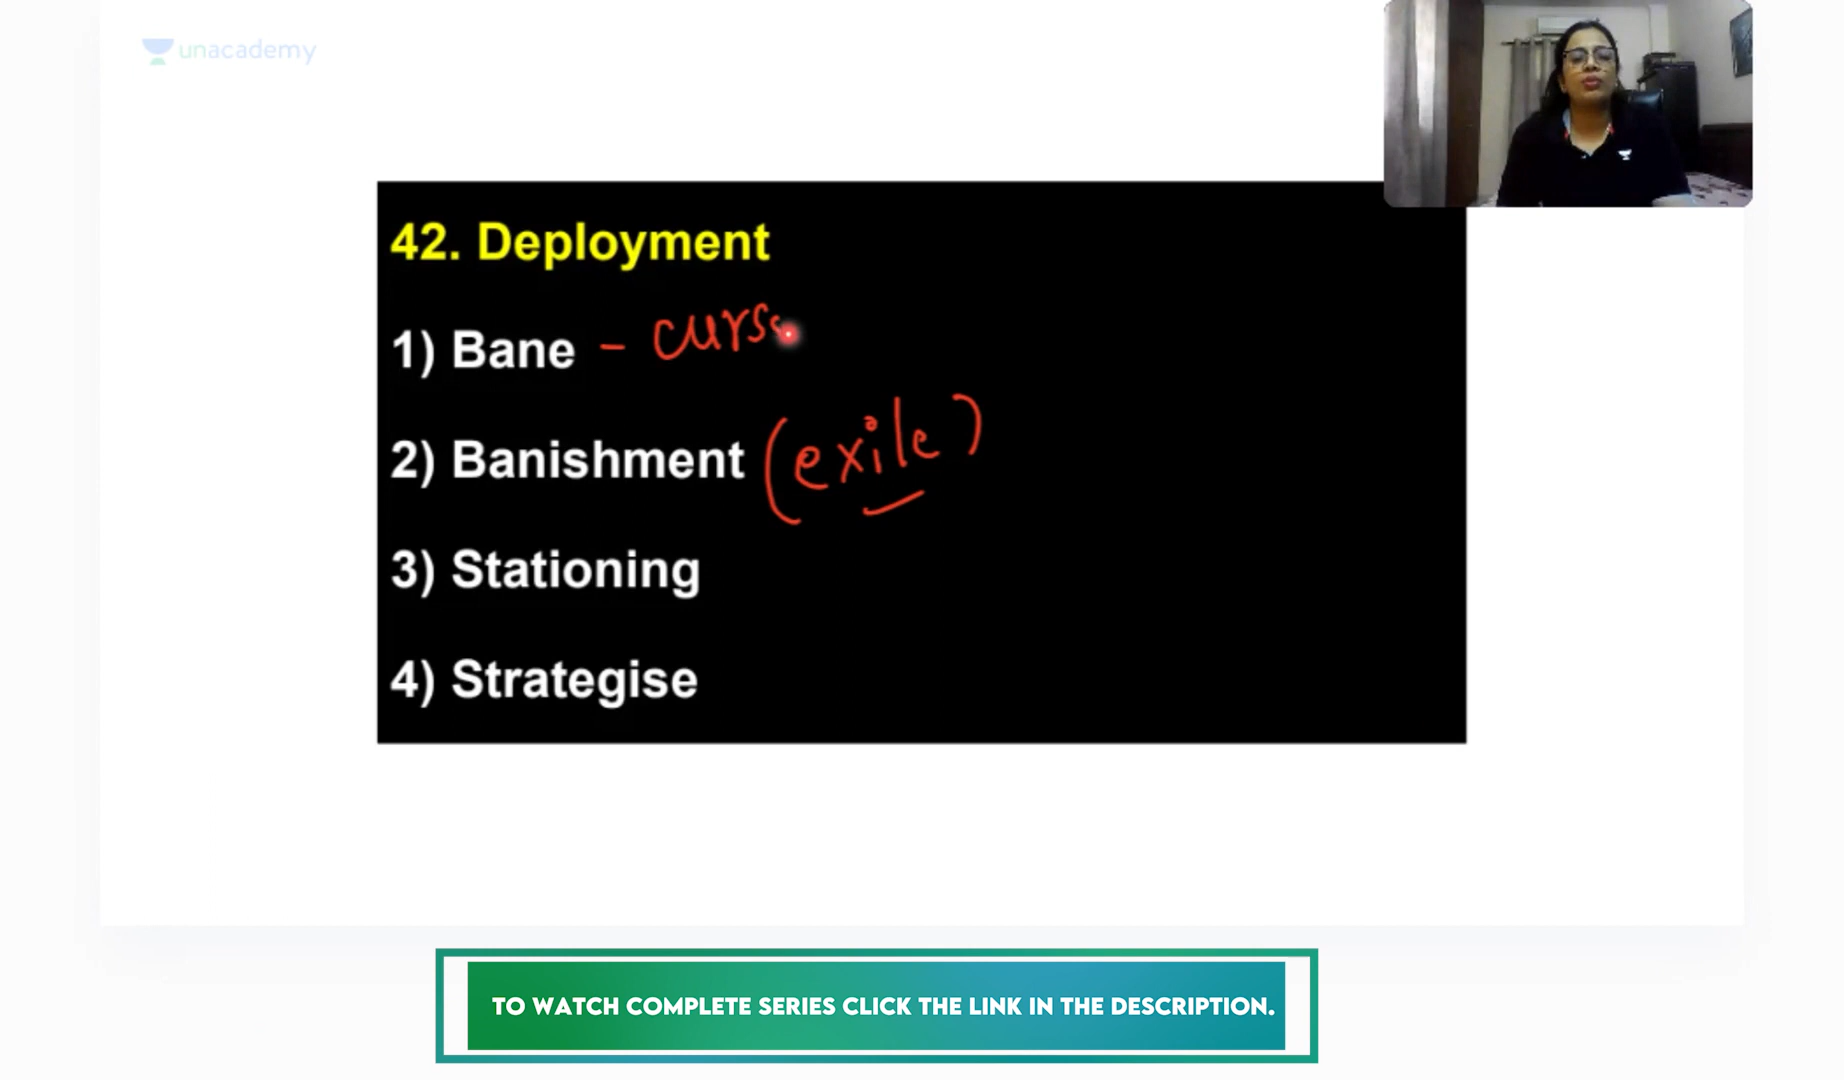 unacademy
42. Deployment
1) Bane - curs
2) Banishment (exile)
3) Stationing
4) Strategise
TO WATCH COMPLETE SERIES CLICK THE LINK IN THE DESCRIPTION.